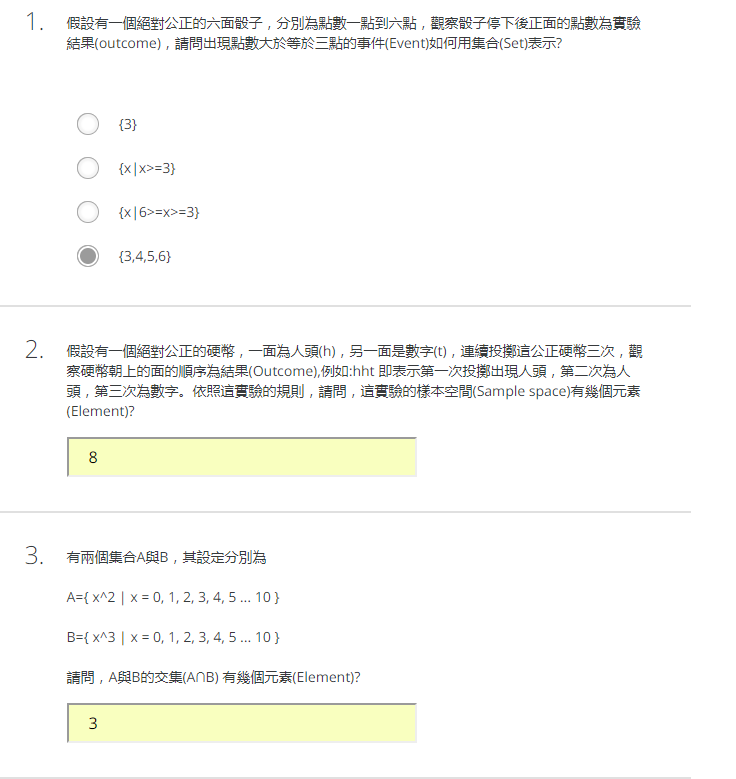 1. 假設有一個絕對公正的六面骰子，分別為點數一點到六點，觀察骰子停下後正面的點數為實驗
結果(outcome)，請問出現點數大於等於三點的事件(Event)如何用集合(Set)表示?
{3}
{x|x>=3}
{x|6>=x>=3}
{3,4,5,6}
2. 假設有一個絕對公正的硬幣，一面為人頭(h)，另一面是數字(t)，連續投擲這公正硬幣三次，觀
察硬幣朝上的面的順序為結果(Outcome),例如:hht 即表示第一次投擲出現人頭，第二次為人
頭，第三次為數字。依照這實驗的規則，請問，這實驗的樣本空間(Sample space)有幾個元素
(Element)?
8
3. 有兩個集合A與B，其設定分別為
A={ x^2 | x = 0, 1, 2, 3, 4, 5 ... 10 }
B={ x^3 | x = 0, 1, 2, 3, 4, 5 ... 10 }
請問，A與B的交集(A∩B) 有幾個元素(Element)?
3